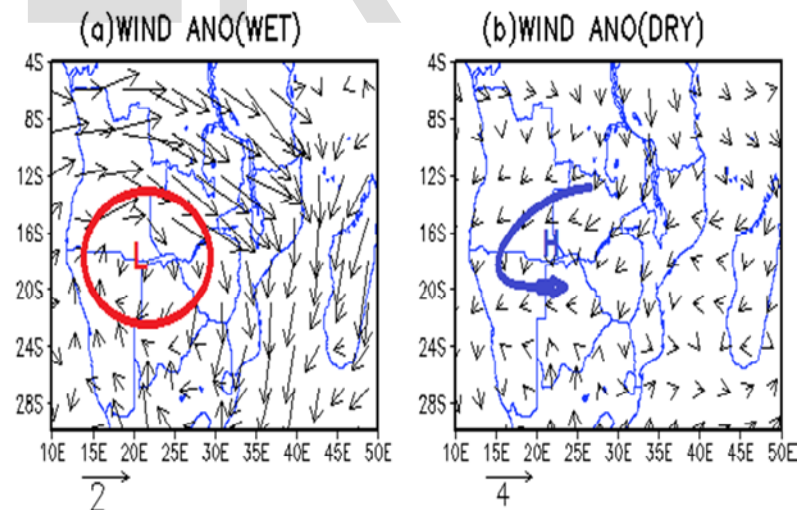 (a)WIND ANO(WET)
4S
8S
12S
16S
20S
24S
28S
L
10E 15E 20E 25E 30E 35E 40E 45E 50E
2
(b)WIND ANO(DRY)
4S
8S
12S
16S
20S
24S
28S
H
10E 15E 20E 25E 30E 35E 40E 45E 50E
4